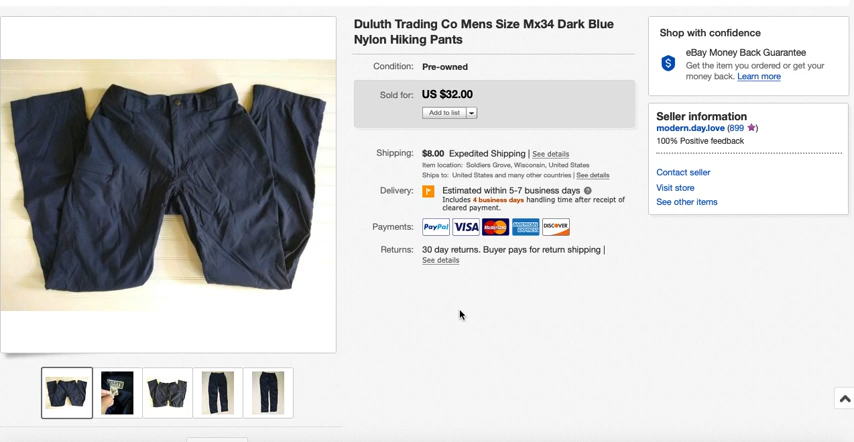 Duluth Trading Co Mens Size Mx34 Dark Blue
Nylon Hiking Pants
Condition: Pre-owned
Sold for: US $32.00
Add to list
Shipping: $8.00 Expedited Shipping | See details
Item location: Soldiers Grove, Wisconsin, United States
Ships to: United States and many other countries | See details
Delivery: Estimated within 5-7 business days
Includes 4 business days handling time after receipt of
cleared payment.
Payments: PayPal VISA MasterCard AMERICAN EXPRESS DISCOVER
Returns: 30 day returns. Buyer pays for return shipping |
See details
Shop with confidence
eBay Money Back Guarantee
Get the item you ordered or get your
money back. Learn more
Seller information
modern.day.love (899 )
100% Positive feedback
Contact seller
Visit store
See other items